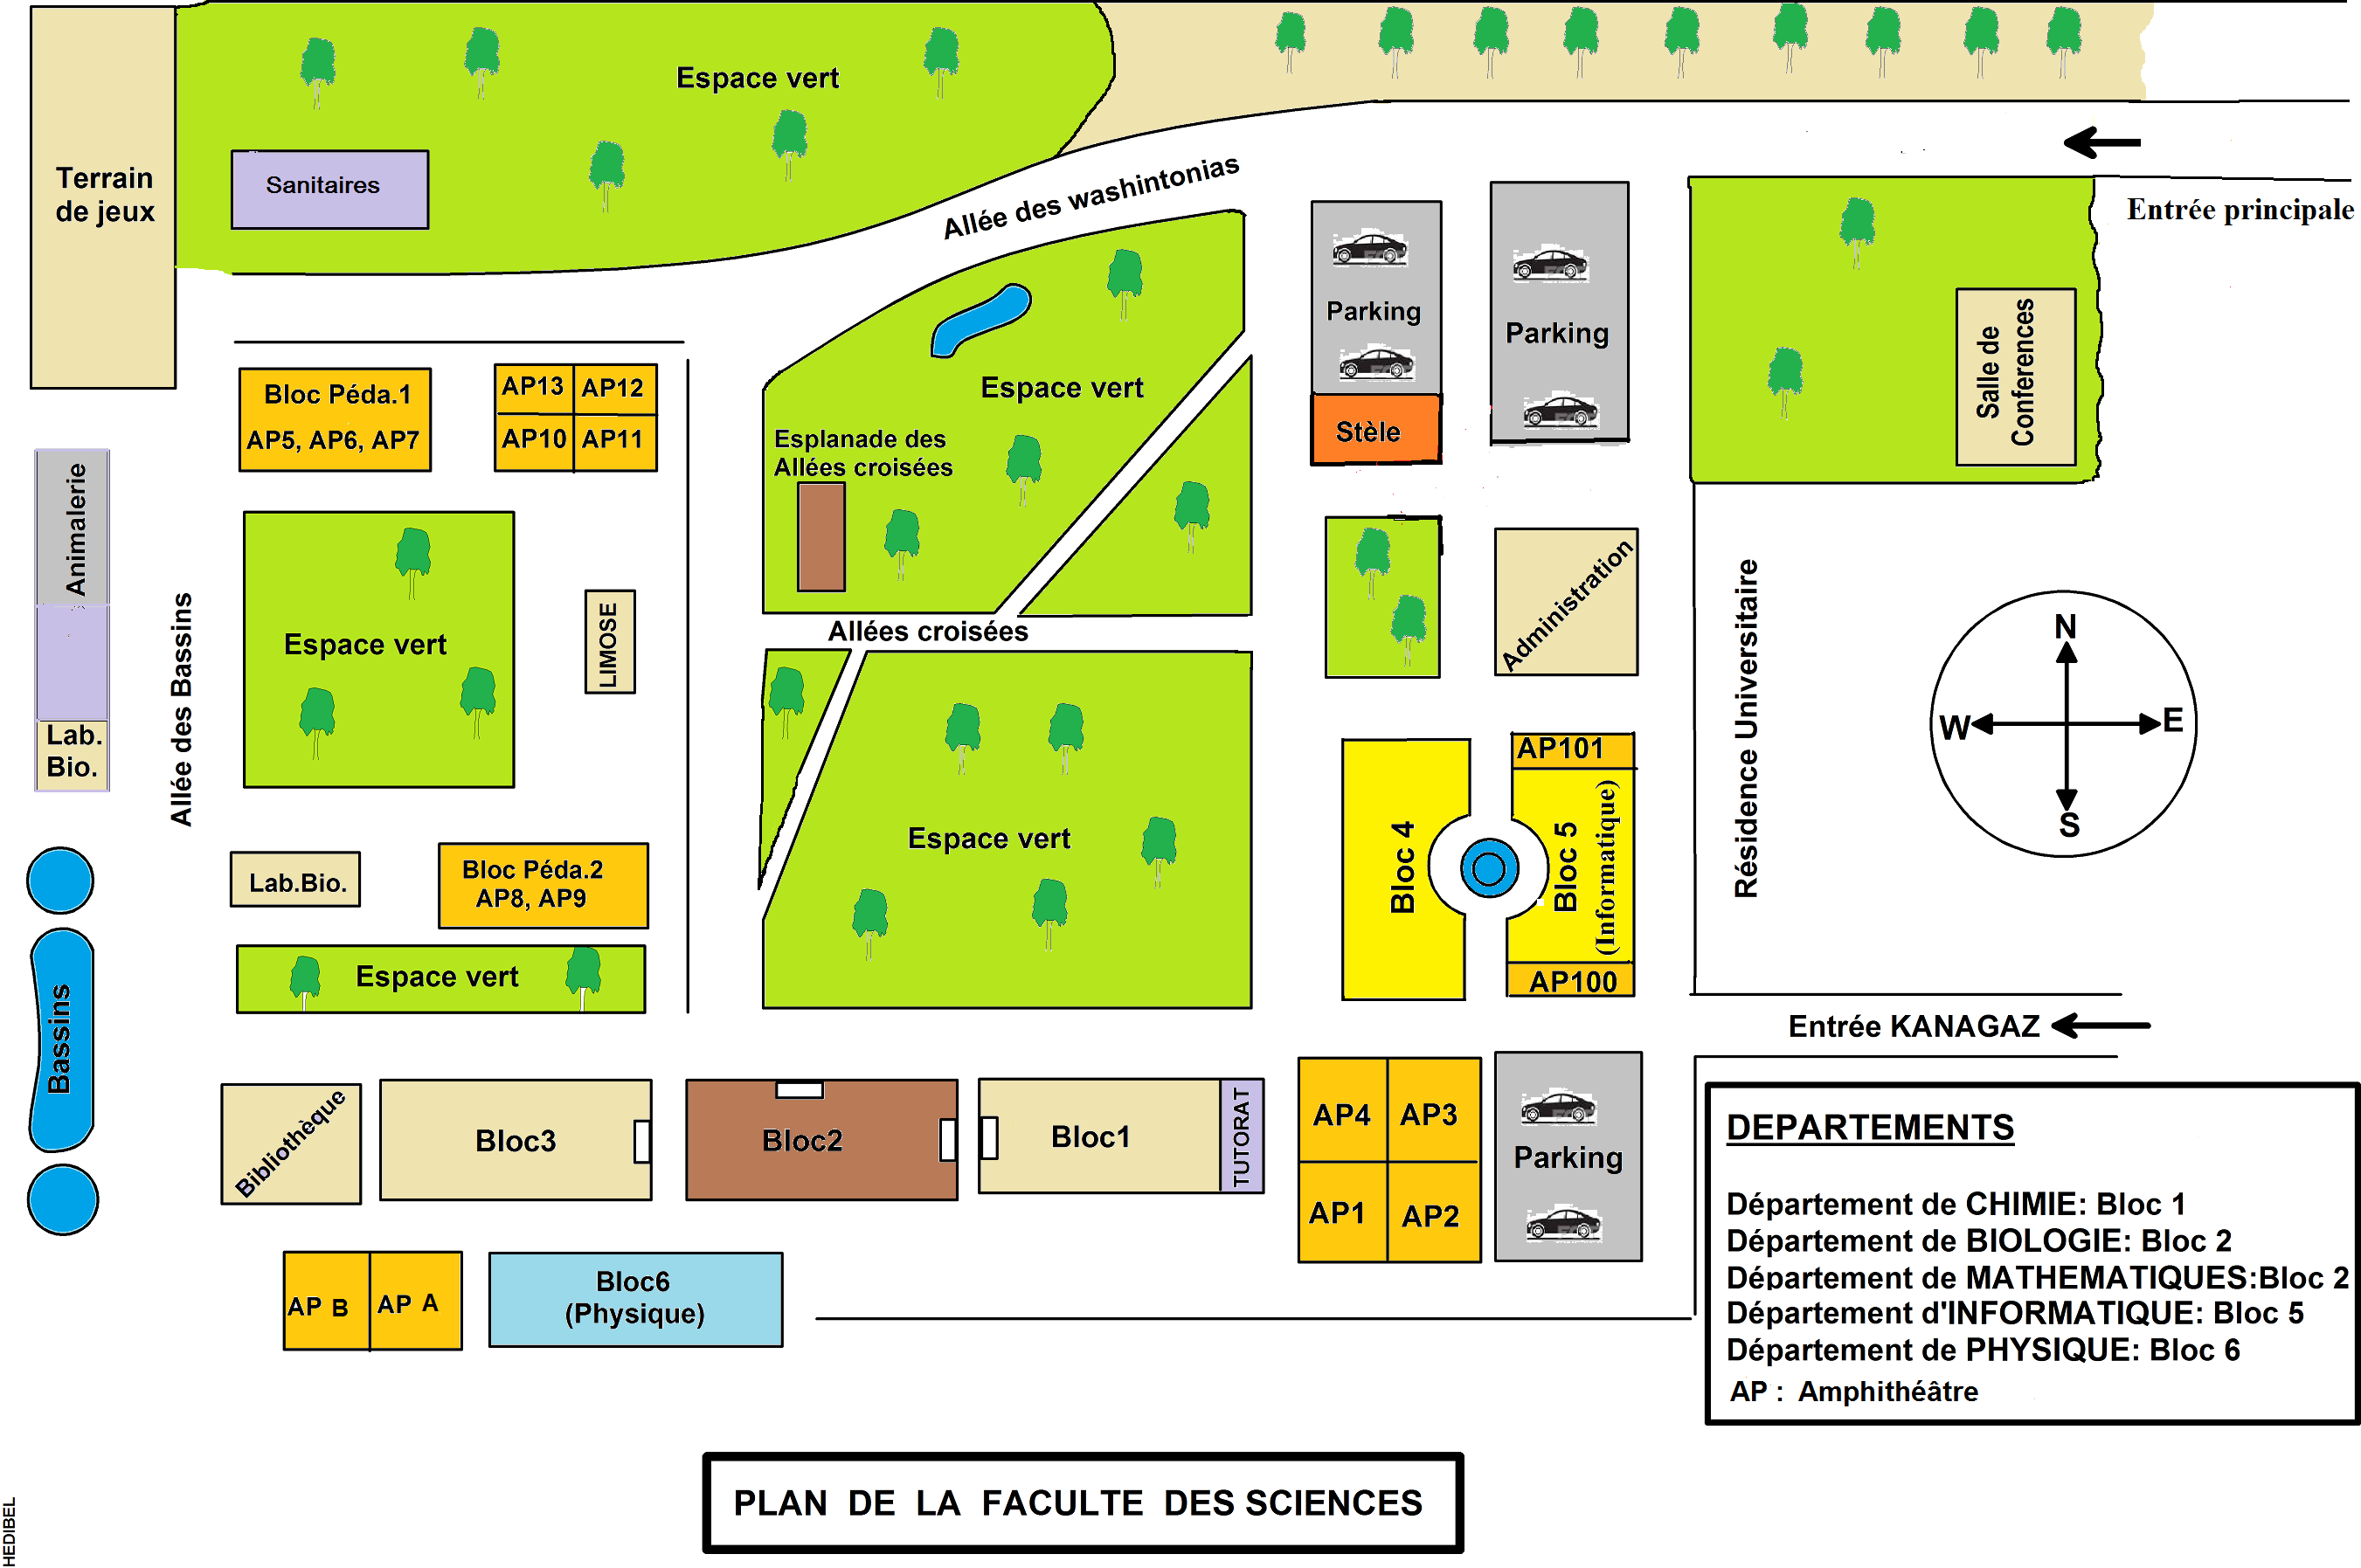 Espace vert
Terrain
de jeux
Sanitaires
Allée des washintonias
Entrée principale
Parking
Parking
Stèle
Salle de
Conferences
Bloc Péda.1
AP5, AP6, AP7
AP13
AP12
AP10
AP11
Espace vert
Esplanade des
Allées croisées
Animalerie
Lab.
Bio.
Allée des Bassins
Espace vert
LIMOSE
Allées croisées
Administration
Résidence Universitaire
N
W
E
S
Espace vert
Bloc 4
AP101
Bloc 5
(Informatique)
AP100
Lab.Bio.
Bloc Péda.2
AP8, AP9
Espace vert
Bassins
Entrée KANAGAZ
Bibliothèque
Bloc3
Bloc2
Bloc1
TUTORAT
AP4
AP3
AP1
AP2
Parking
AP B
AP A
Bloc6
(Physique)
DEPARTEMENTS
Département de CHIMIE: Bloc 1
Département de BIOLOGIE: Bloc 2
Département de MATHEMATIQUES:Bloc 2
Département d'INFORMATIQUE: Bloc 5
Département de PHYSIQUE: Bloc 6
AP : Amphithéâtre
PLAN DE LA FACULTE DES SCIENCES
HEDIBEL